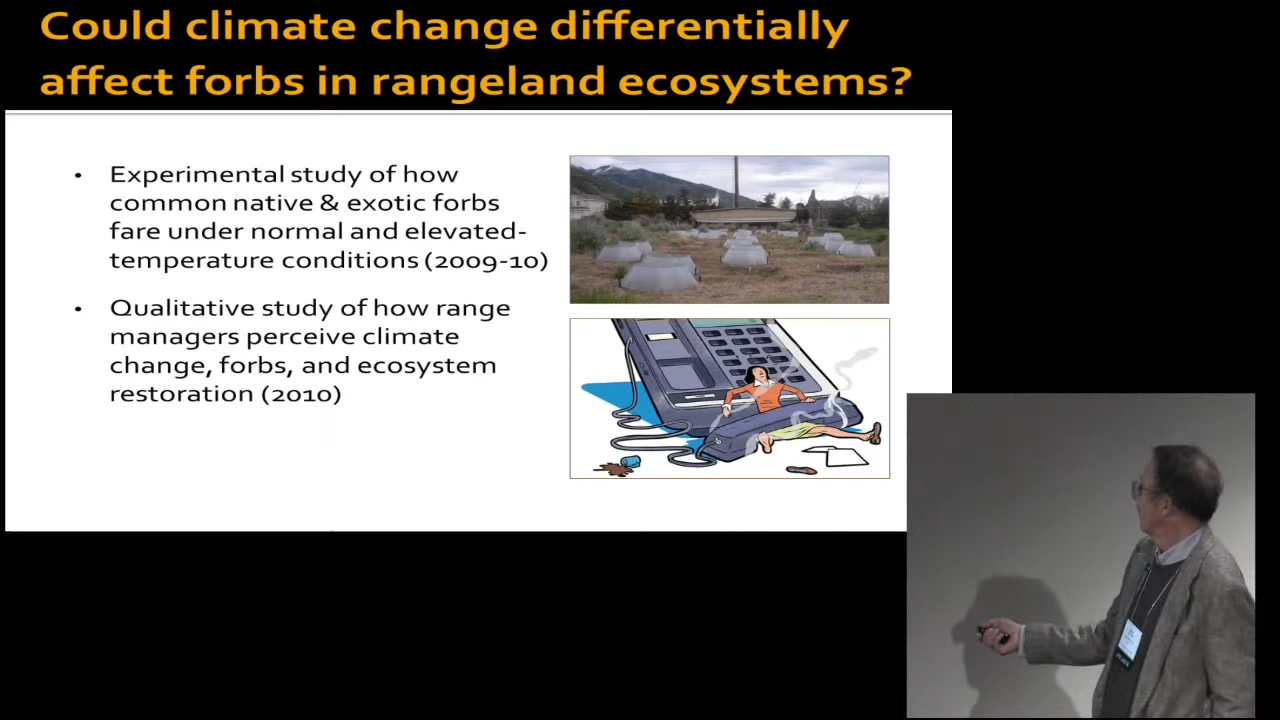 Could climate change differentially
affect forbs in rangeland ecosystems?
• Experimental study of how
common native & exotic forbs
fare under normal and elevated-
temperature conditions (2009-10)
• Qualitative study of how range
managers perceive climate
change, forbs, and ecosystem
restoration (2010)